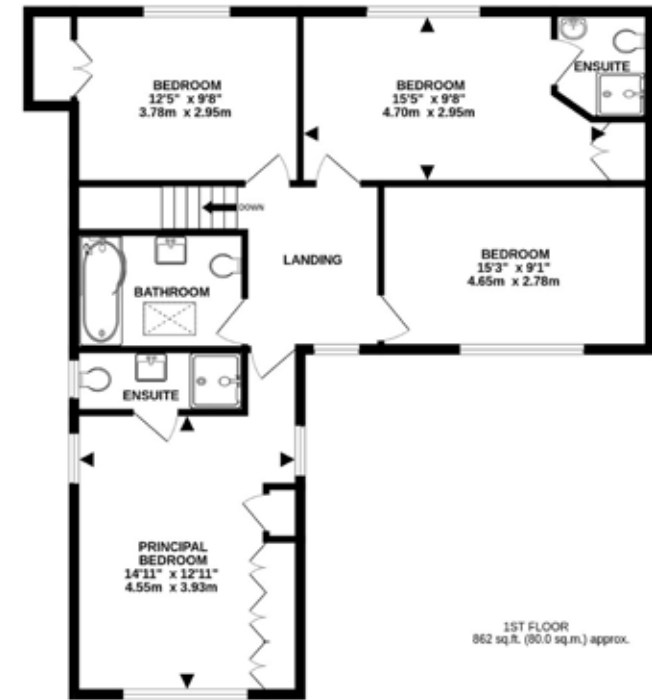 BEDROOM
12'5" x 9'8"
3.78m x 2.95m
BEDROOM
15'5" x 9'8"
4.70m x 2.95m
ENSUITE
DOWN
LANDING
BEDROOM
15'3" x 9'1"
4.65m x 2.78m
BATHROOM
ENSUITE
PRINCIPAL
BEDROOM
14'11" x 12'11"
4.55m x 3.93m
1ST FLOOR
862 sq.ft. (80.0 sq.m.) approx.